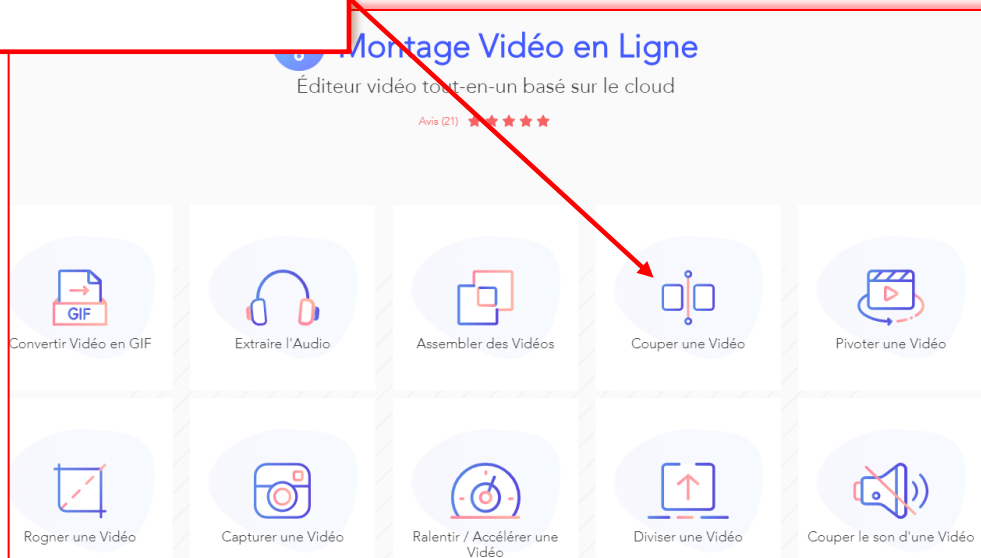 Montage Vidéo en Ligne
Éditeur vidéo tout-en-un basé sur le cloud
Avis (21)
GIF
Convertir Vidéo en GIF
Extraire l'Audio
Assembler des Vidéos
Couper une Vidéo
Pivoter une Vidéo
Rogner une Vidéo
Capturer une Vidéo
Ralentir / Accélérer une
Vidéo
Diviser une Vidéo
Couper le son d'une Vidéo